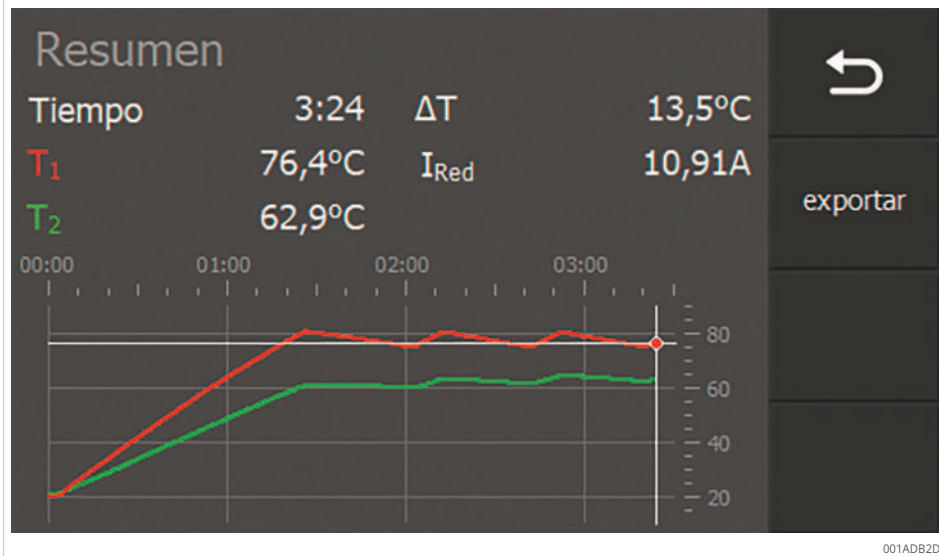 Resumen
Tiempo 3:24 ΔT 13,5°C
T1 76,4°C IRed 10,91A
T2 62,9°C
exportar
00:00 01:00 02:00 03:00
80
60
40
20
001ADB2D